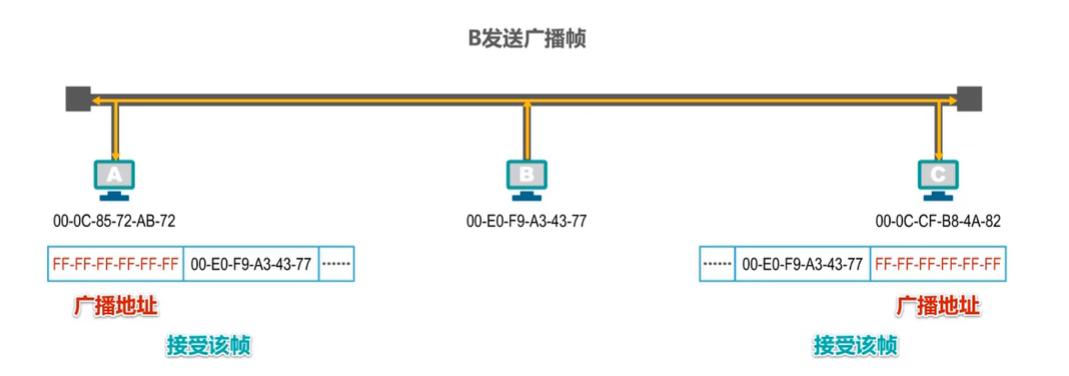 B发送广播帧
A B C
00-0C-85-72-AB-72 00-E0-F9-A3-43-77 00-0C-CF-B8-4A-82
FF-FF-FF-FF-FF-FF 00-E0-F9-A3-43-77 ······ ······ 00-E0-F9-A3-43-77 FF-FF-FF-FF-FF-FF
广播地址 广播地址
接受该帧 接受该帧